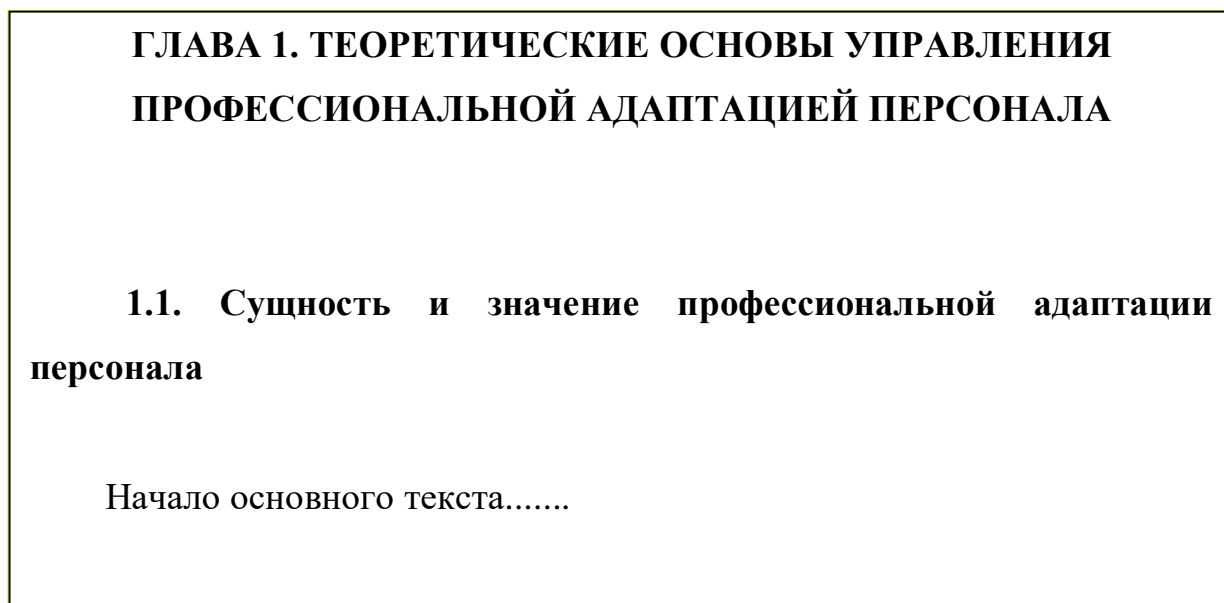 ГЛАВА 1. ТЕОРЕТИЧЕСКИЕ ОСНОВЫ УПРАВЛЕНИЯ
ПРОФЕССИОНАЛЬНОЙ АДАПТАЦИЕЙ ПЕРСОНАЛА
1.1. Сущность и значение профессиональной адаптации
персонала
Начало основного текста.......